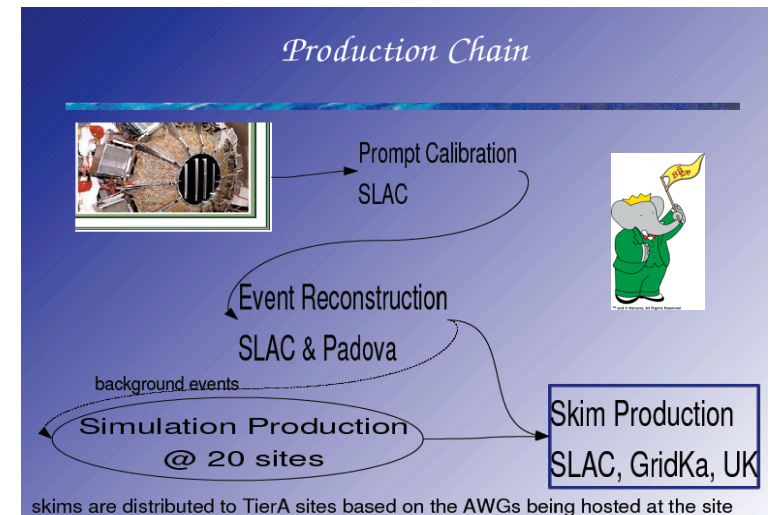 Production Chain
Prompt Calibration
SLAC
Event Reconstruction
SLAC & Padova
background events
Simulation Production
@ 20 sites
Skim Production
SLAC, GridKa, UK
skims are distributed to TierA sites based on the AWGs being hosted at the site